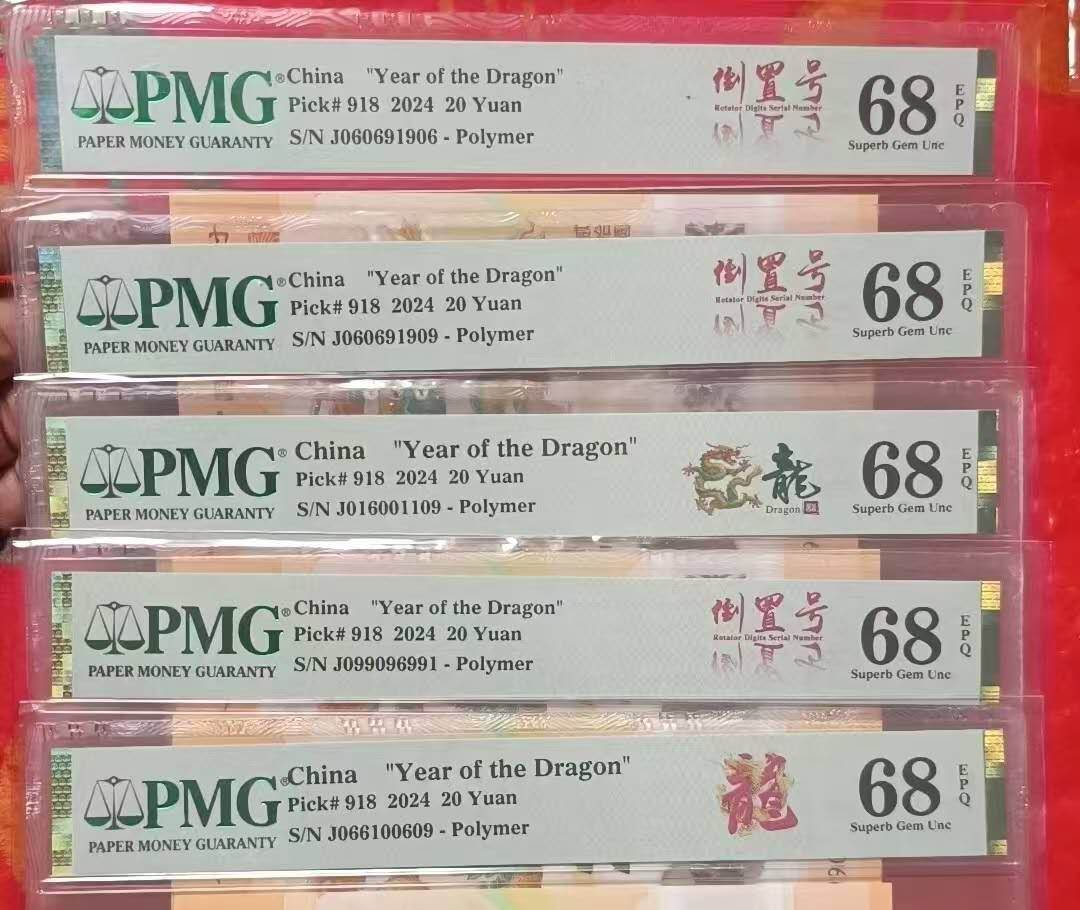 PMG®
PAPER MONEY GUARANTY
China "Year of the Dragon"
Pick# 918 2024 20 Yuan
S/N J060691906 - Polymer
倒置号
Rotator Digits Serial Number
68
EPQ
Superb Gem Unc
PMG®
PAPER MONEY GUARANTY
China "Year of the Dragon"
Pick# 918 2024 20 Yuan
S/N J060691909 - Polymer
倒置号
Rotator Digits Serial Number
68
EPQ
Superb Gem Unc
PMG®
PAPER MONEY GUARANTY
China "Year of the Dragon"
Pick# 918 2024 20 Yuan
S/N J016001109 - Polymer
龍
Dragon
68
EPQ
Superb Gem Unc
PMG®
PAPER MONEY GUARANTY
China "Year of the Dragon"
Pick# 918 2024 20 Yuan
S/N J099096991 - Polymer
倒置号
Rotator Digits Serial Number
68
EPQ
Superb Gem Unc
PMG®
PAPER MONEY GUARANTY
China "Year of the Dragon"
Pick# 918 2024 20 Yuan
S/N J066100609 - Polymer
龍
68
EPQ
Superb Gem Unc